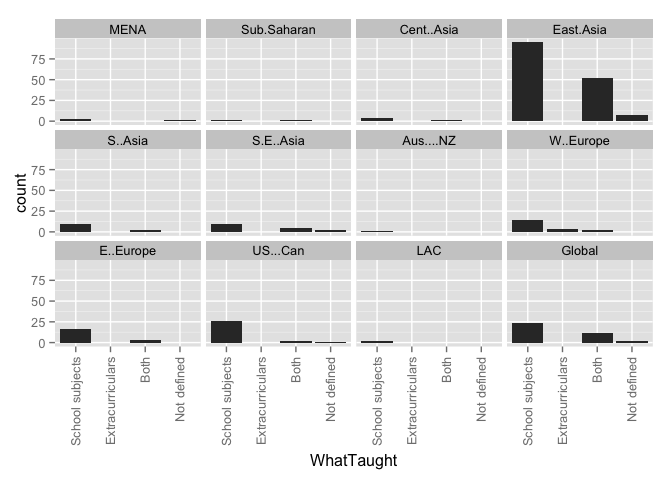 MENA Sub.Saharan Cent..Asia East.Asia
75
50
25
0
S..Asia S.E..Asia Aus....NZ W..Europe
75
50
25
0
E..Europe US...Can LAC Global
75
50
25
0
count
School subjects Extracurriculars Both Not defined School subjects Extracurriculars Both Not defined School subjects Extracurriculars Both Not defined School subjects Extracurriculars Both Not defined
WhatTaught